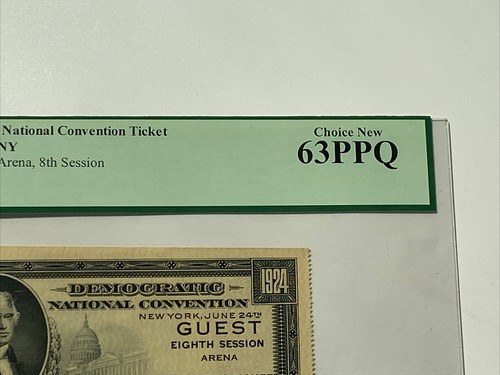 National Convention Ticket
NY
Arena, 8th Session
Choice New
63PPQ
DEMOCRATIC
NATIONAL CONVENTION
NEW YORK, JUNE 24TH
GUEST
EIGHTH SESSION
ARENA
1924